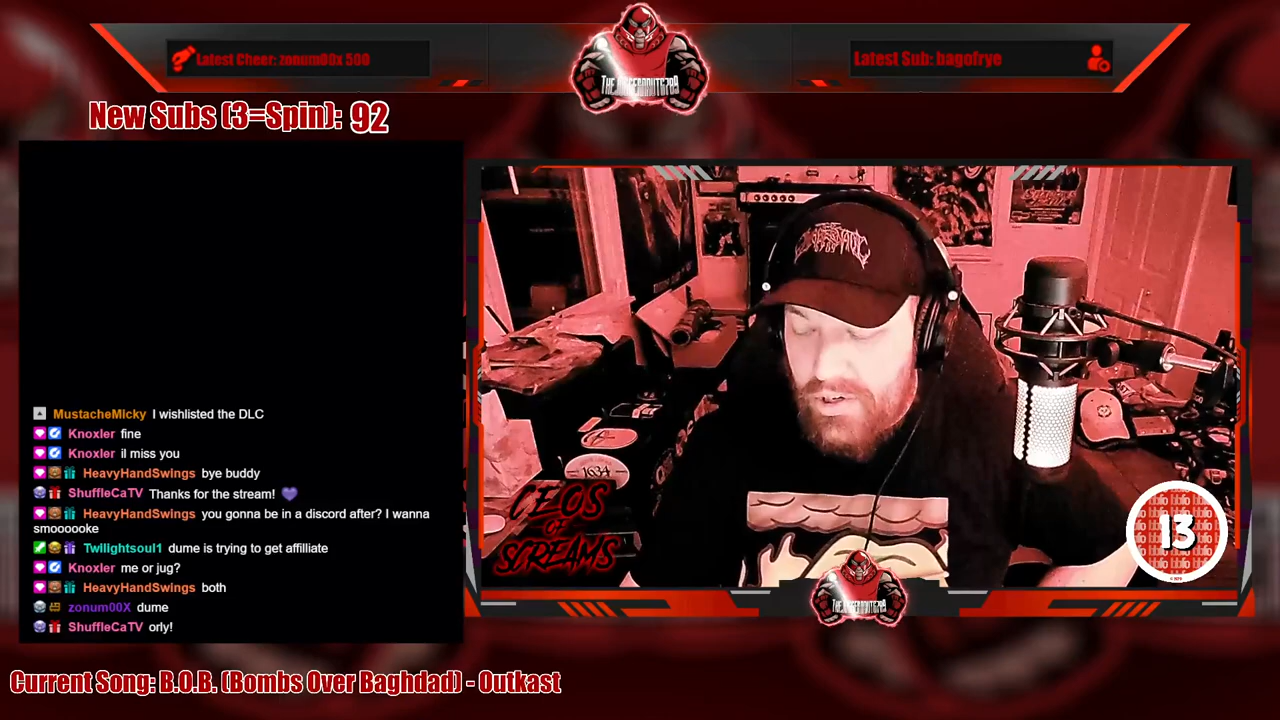 Latest Cheer: zonum00x 500
THEJUGGERNAUT6789
Latest Sub: bagofrye
New Subs (3=Spin): 92
MustacheMIcky I wishlisted the DLC
Knoxler fine
Knoxler il miss you
HeavyHandSwings bye buddy
ShuffleCaTV Thanks for the stream!
HeavyHandSwings you gonna be in a discord after? I wanna
smoooooke
Twilightsoul1 dume is trying to get affilliate
Knoxler me or jug?
HeavyHandSwings both
zonum00X dume
ShuffleCaTV orly!
1634
CEOS
OF
SCREAMS
13
Current Song: B.O.B. (Bombs Over Baghdad) - Outkast